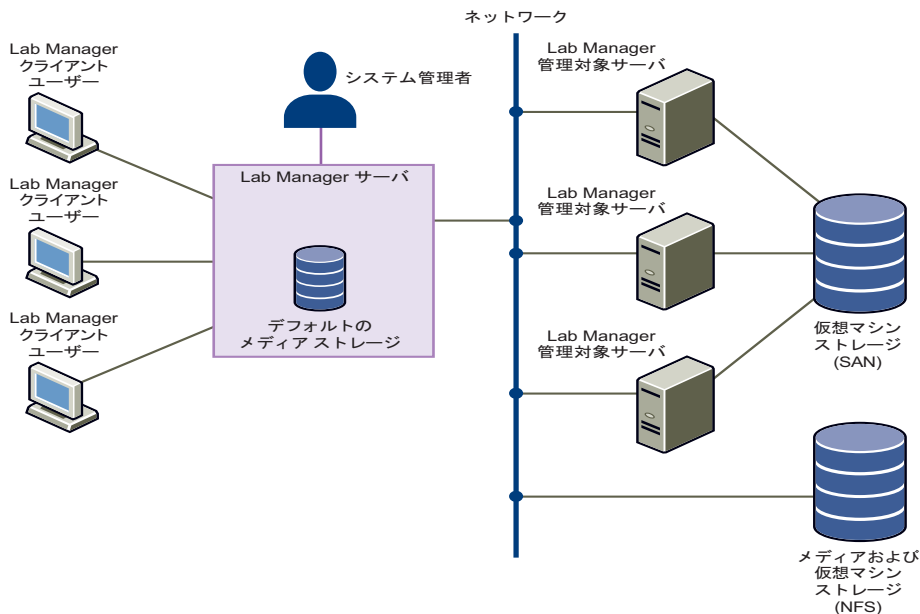 ネットワーク
Lab Manager
クライアント
ユーザー
システム管理者
Lab Manager
管理対象サーバ
Lab Manager サーバ
Lab Manager
クライアント
ユーザー
Lab Manager
管理対象サーバ
デフォルトの
メディア ストレージ
Lab Manager
クライアント
ユーザー
Lab Manager
管理対象サーバ
仮想マシン
ストレージ
(SAN)
メディアおよび
仮想マシン
ストレージ
(NFS)